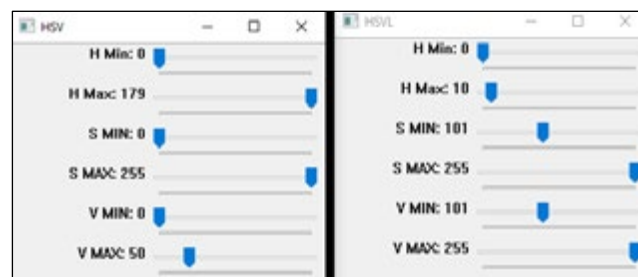 HSV
H Min: 0
H Max: 179
S MIN: 0
S MAX: 255
V MIN: 0
V MAX: 50
HSVL
H Min: 0
H Max: 10
S MIN: 101
S MAX: 255
V MIN: 101
V MAX: 255